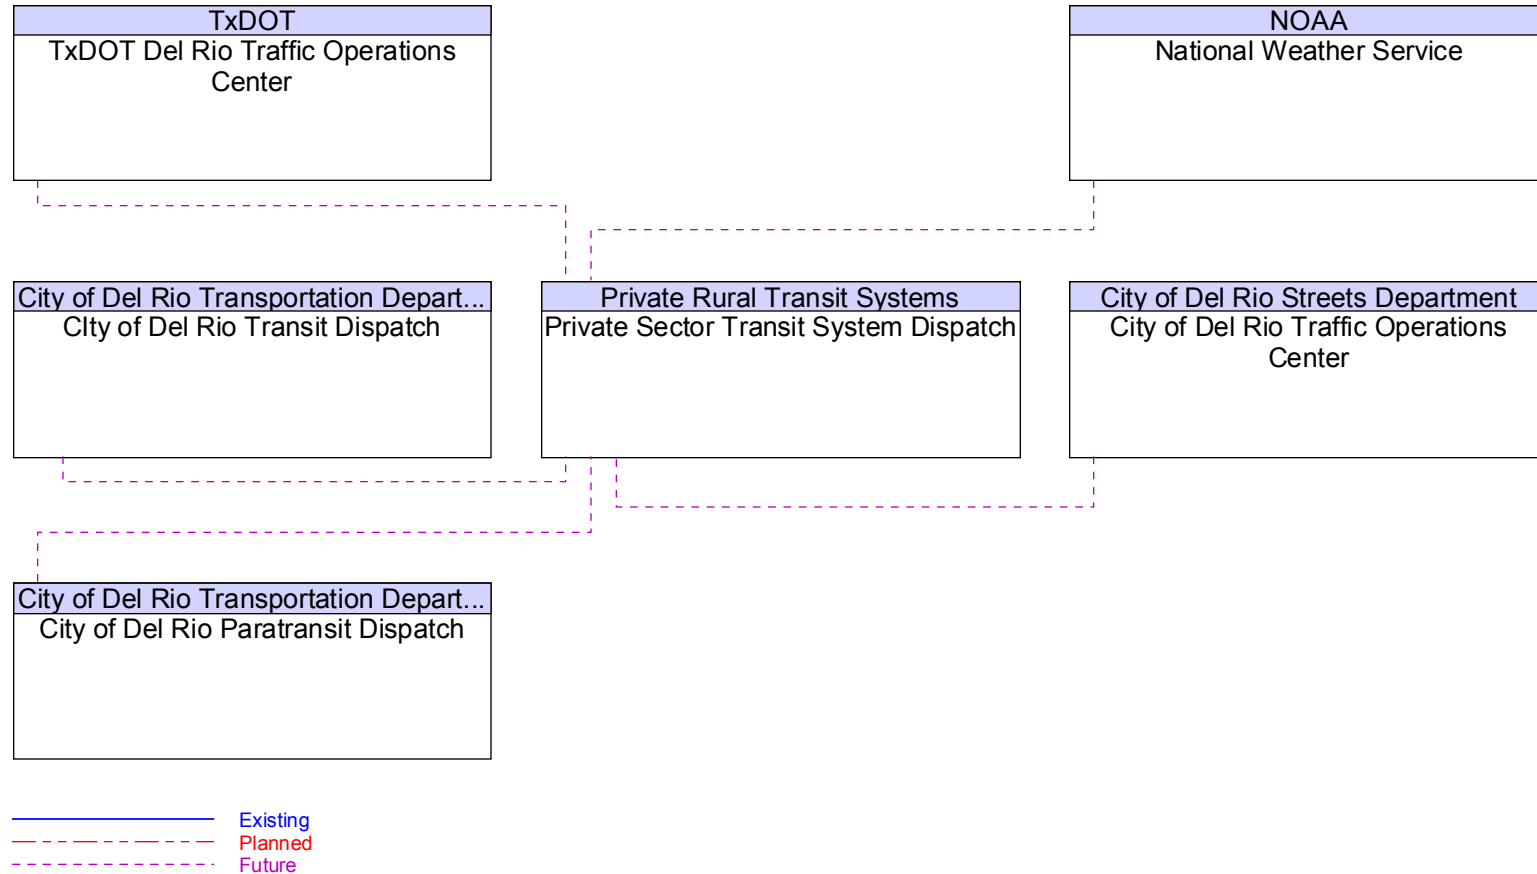 TxDOT
TxDOT Del Rio Traffic Operations
Center
NOAA
National Weather Service
City of Del Rio Transportation Depart...
CIty of Del Rio Transit Dispatch
Private Rural Transit Systems
Private Sector Transit System Dispatch
City of Del Rio Streets Department
City of Del Rio Traffic Operations
Center
City of Del Rio Transportation Depart...
City of Del Rio Paratransit Dispatch
Existing
Planned
Future